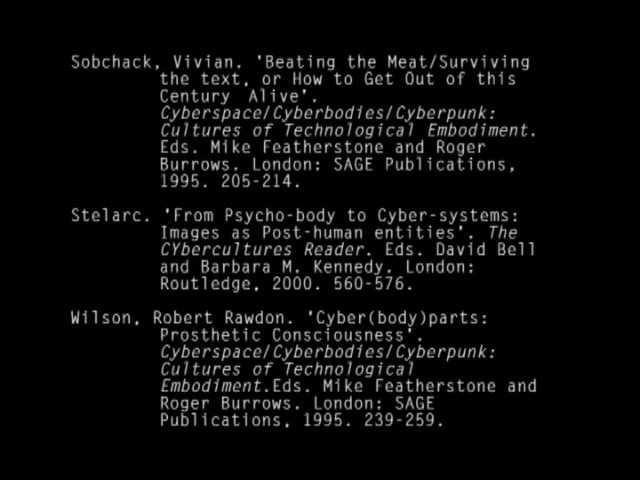 Sobchack, Vivian. 'Beating the Meat/Surviving
the text, or How to Get Out of this
Century Alive'.
Cyberspace/Cyberbodies/Cyberpunk:
Cultures of Technological Embodiment.
Eds. Mike Featherstone and Roger
Burrows. London: SAGE Publications,
1995. 205-214.
Stelarc. 'From Psycho-body to Cyber-systems:
Images as Post-human entities'. The
CYbercultures Reader. Eds. David Bell
and Barbara M. Kennedy. London:
Routledge, 2000. 560-576.
Wilson, Robert Rawdon. 'Cyber(body)parts:
Prosthetic Consciousness'.
Cyberspace/Cyberbodies/Cyberpunk:
Cultures of Technological
Embodiment.Eds. Mike Featherstone and
Roger Burrows. London: SAGE
Publications, 1995. 239-259.